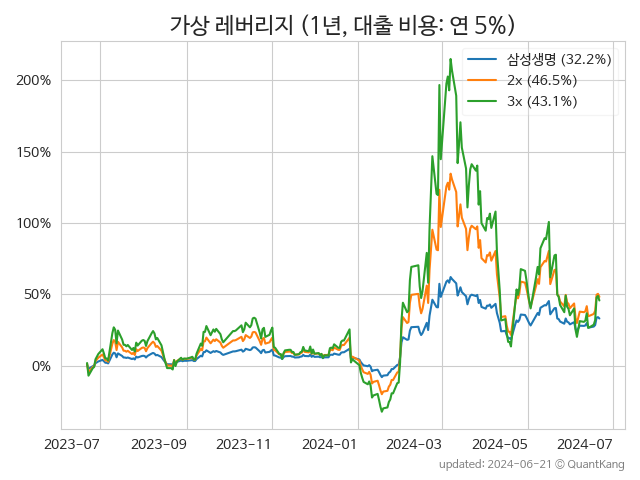 가상 레버리지 (1년, 대출 비용: 연 5%)
삼성생명 (32.2%)
2x (46.5%)
3x (43.1%)
200%
150%
100%
50%
0%
2023-07 2023-09 2023-11 2024-01 2024-03 2024-05 2024-07
updated: 2024-06-21 © QuantKang